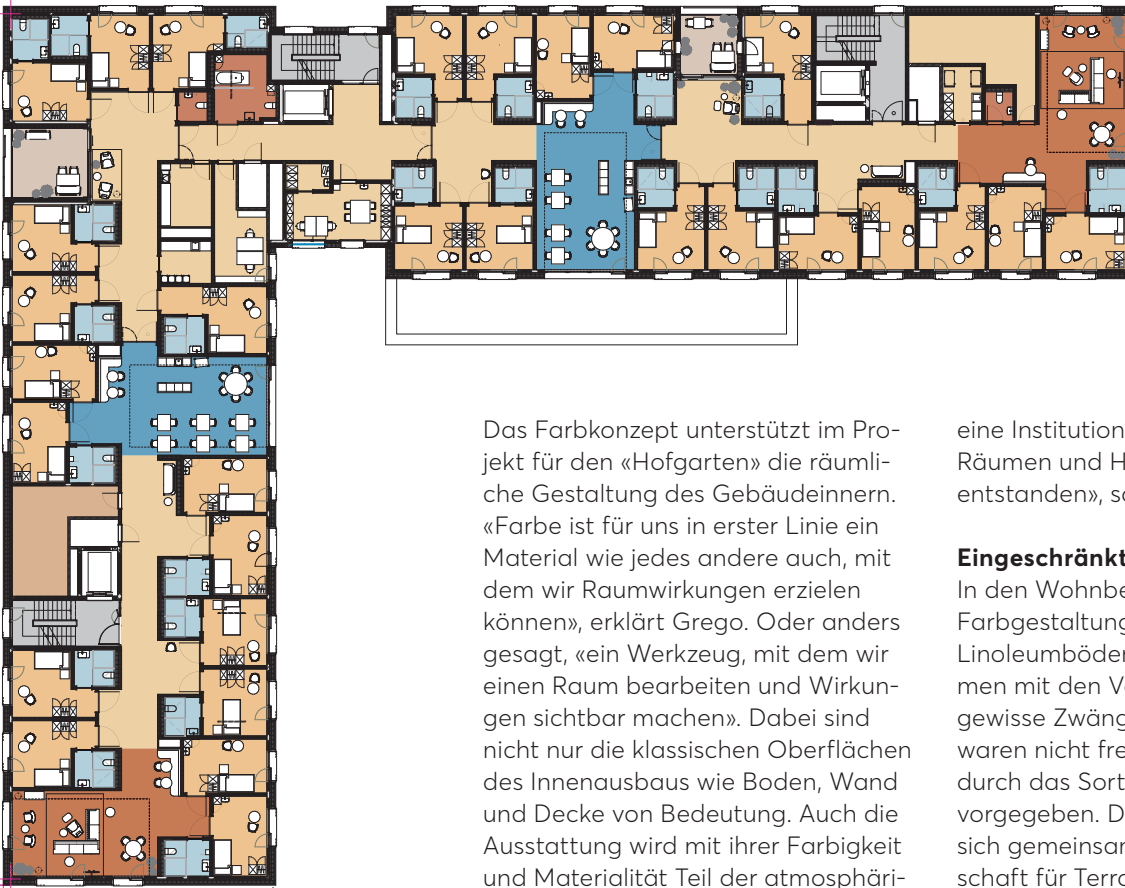 Das Farbkonzept unterstützt im Pro-
jekt für den «Hofgarten» die räumli-
che Gestaltung des Gebäudeinnern.
«Farbe ist für uns in erster Linie ein
Material wie jedes andere auch, mit
dem wir Raumwirkungen erzielen
können», erklärt Grego. Oder anders
gesagt, «ein Werkzeug, mit dem wir
einen Raum bearbeiten und Wirkun-
gen sichtbar machen». Dabei sind
nicht nur die klassischen Oberflächen
des Innenausbaus wie Boden, Wand
und Decke von Bedeutung. Auch die
Ausstattung wird mit ihrer Farbigkeit
und Materialität Teil der atmosphäri-
eine Institution
Räumen und H
entstanden», s
Eingeschränkt
In den Wohnbe
Farbgestaltung
Linoleumböder
men mit den V
gewisse Zwäng
waren nicht fre
durch das Sort
vorgegeben. D
sich gemeinsar
schaft für Terra